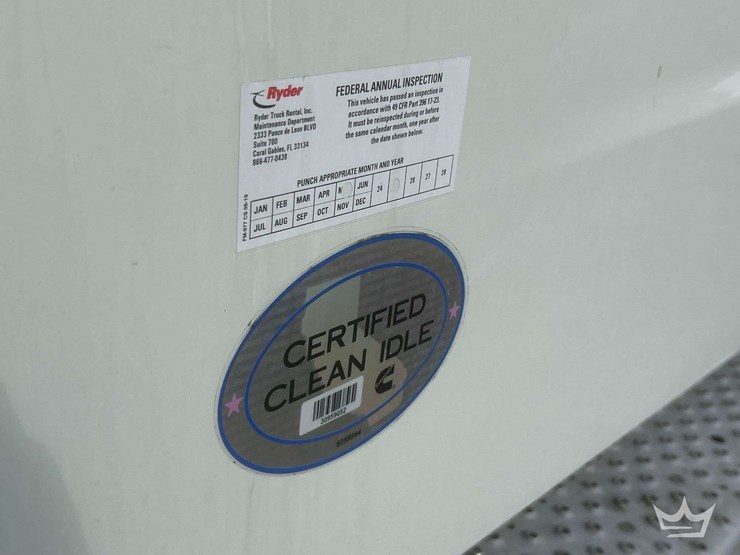 Ryder
Ryder Truck Rental, Inc.
Maintenance Department
2333 Ponce de Leon BLVD
Suite 700
Coral Gables, FL 33134
866-477-0438
FEDERAL ANNUAL INSPECTION
This vehicle has passed an inspection in
accordance with 49 CFR Part 396 17-23.
It must be reinspected during or before
the same calendar month, one year after
the date shown below.
PUNCH APPROPRIATE MONTH AND YEAR
JAN FEB MAR APR JUN 24 26 27 28
JUL AUG SEP OCT NOV DEC
CERTIFIED
CLEAN IDLE
30959052